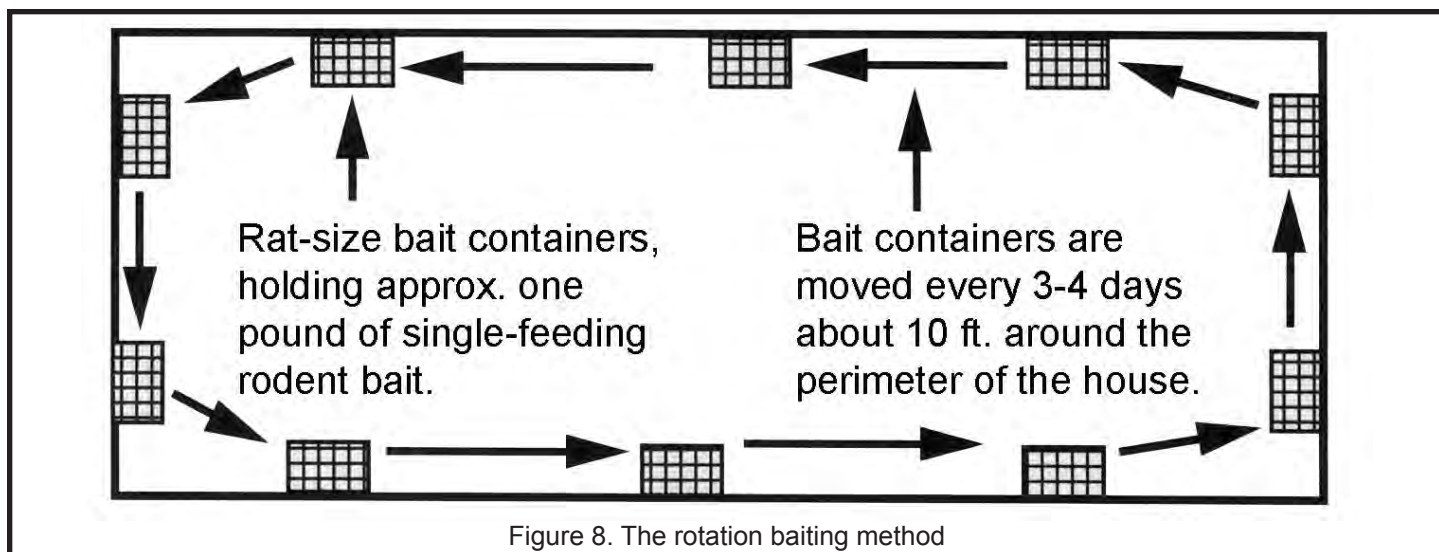 Rat-size bait containers,
holding approx. one
pound of single-feeding
rodent bait.
Bait containers are
moved every 3-4 days
about 10 ft. around the
perimeter of the house.
Figure 8. The rotation baiting method